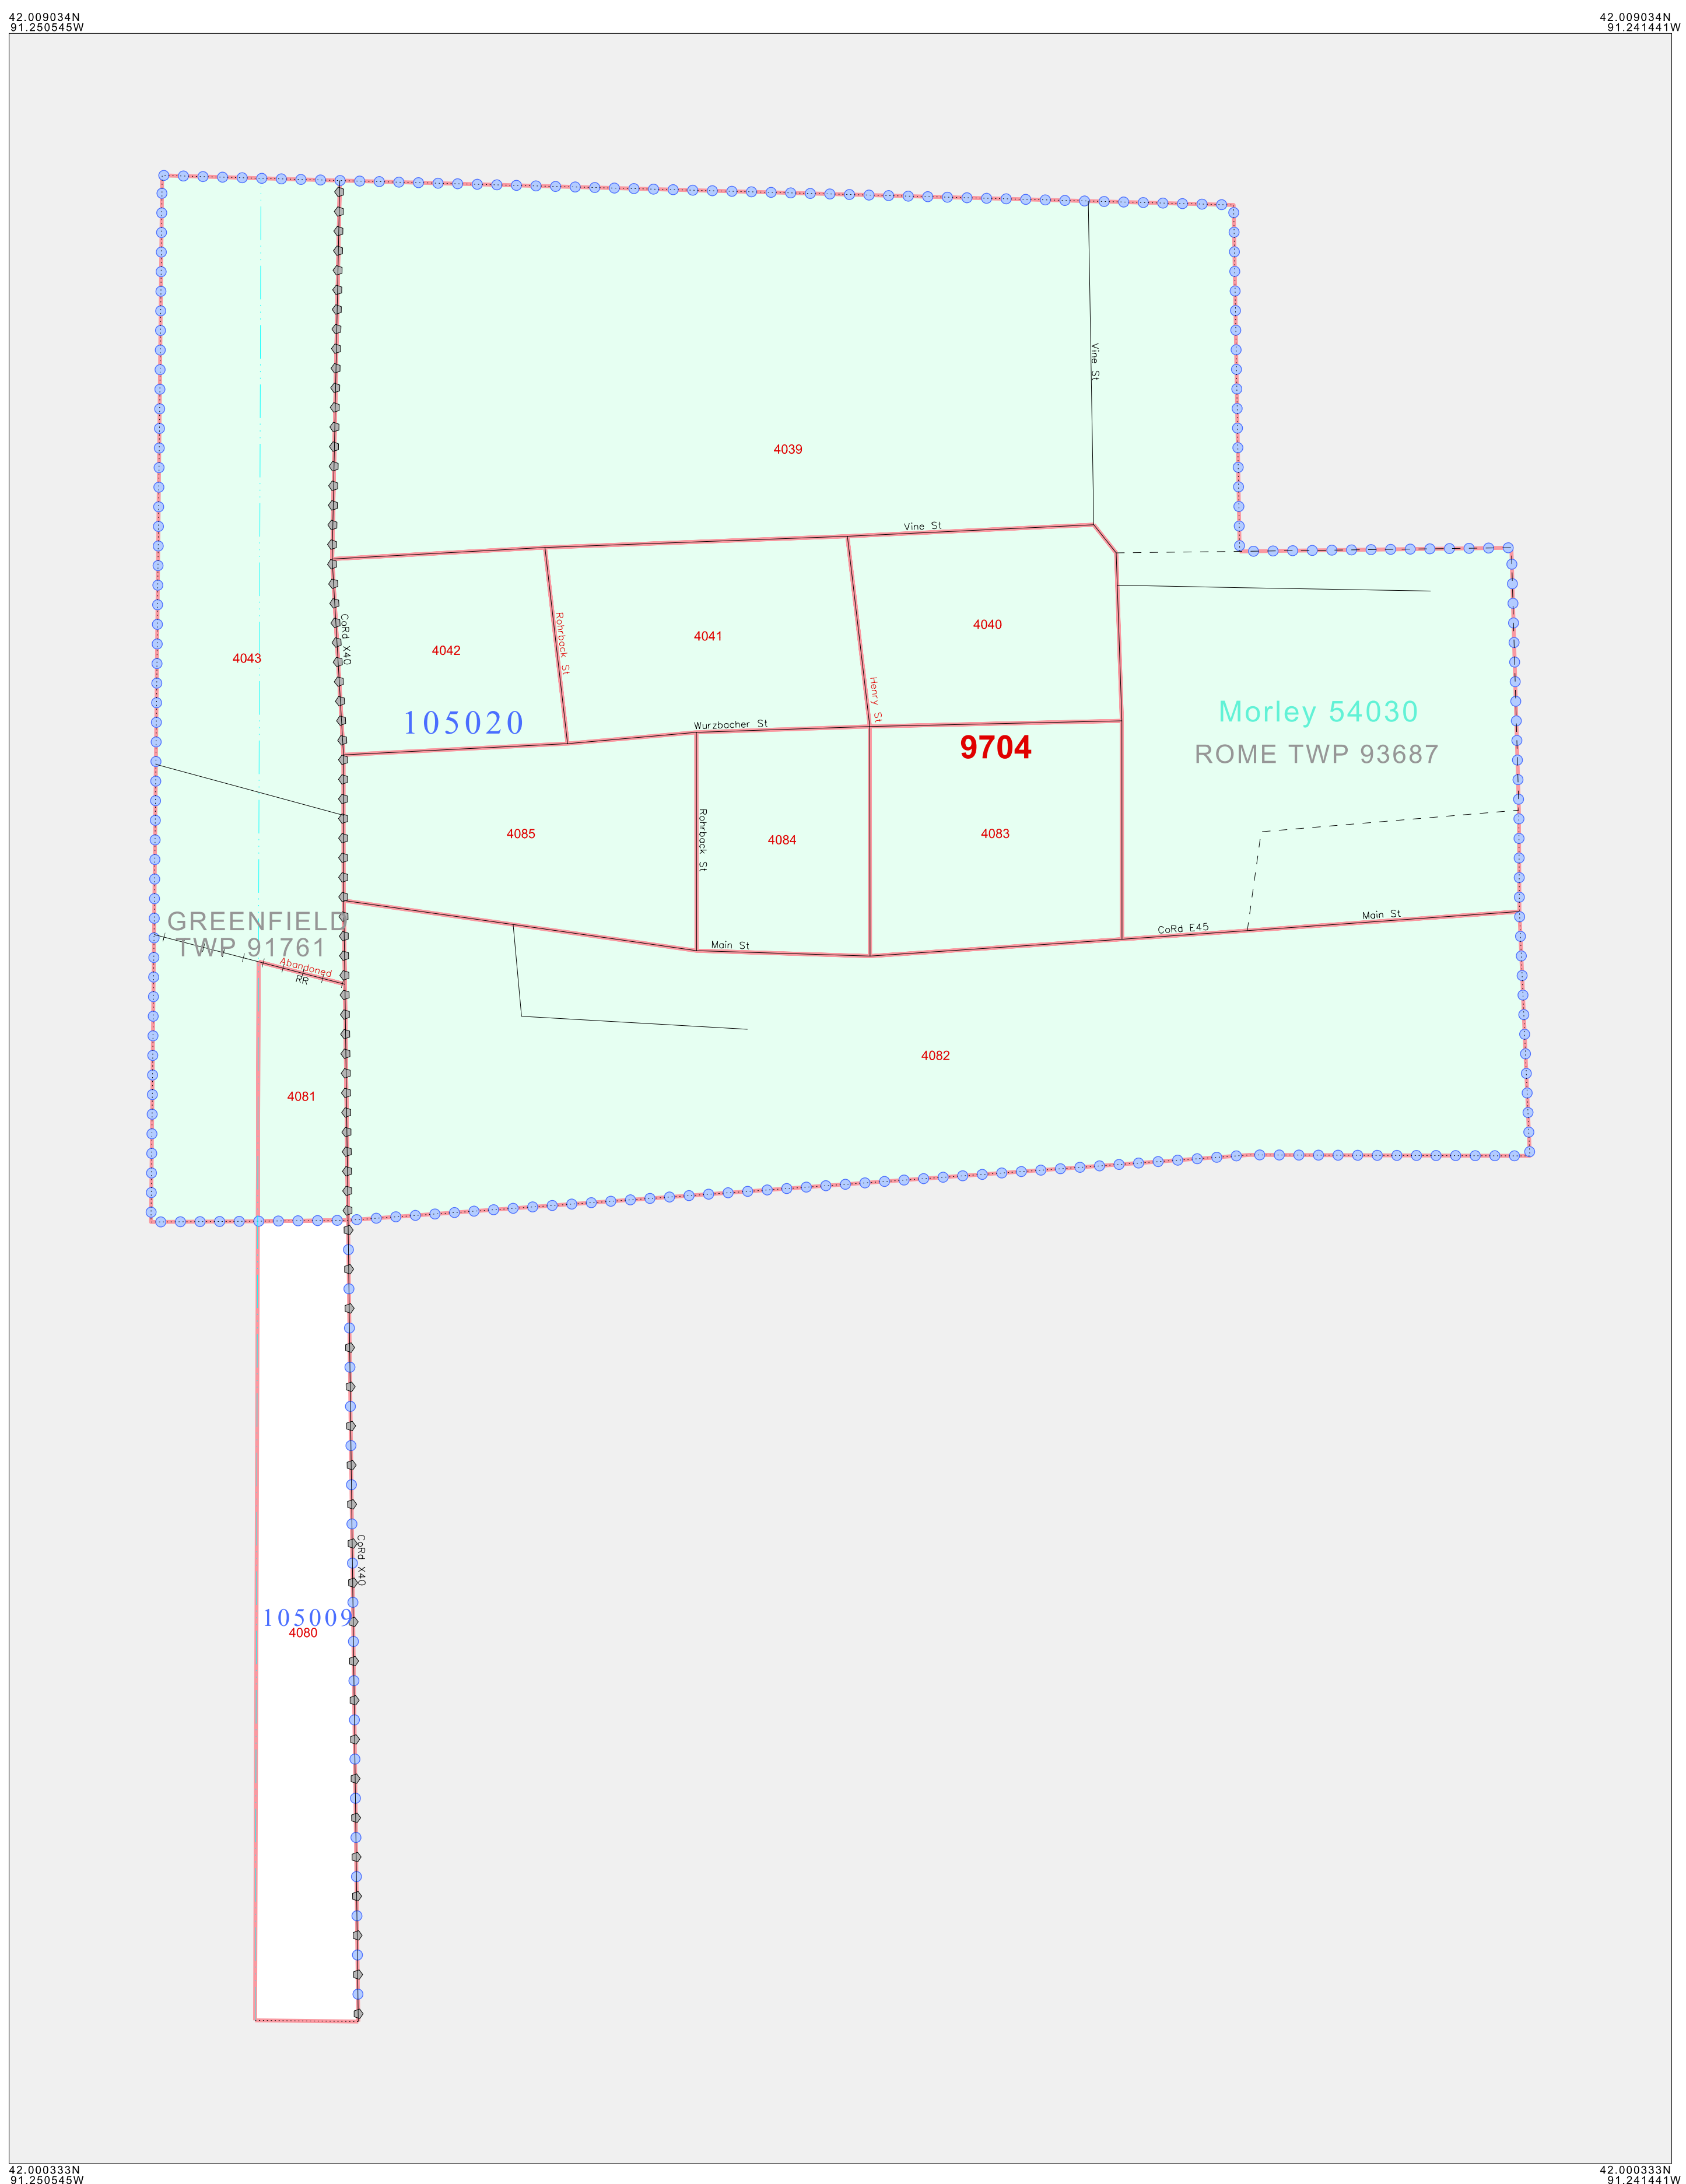 42.009034N
91.250545W
42.009034N
91.241441W
Vine St
4039
Vine St
CoRd X40
Rohrback St
4043
4042
4041
4040
Henry St
Morley 54030
105020
Wurzbacher St
9704
ROME TWP 93687
4085
Rohrback St
4084
4083
GREENFIELD
TWP 91761
Main St
CoRd E45
Main St
Abandoned
RR
4082
4081
CoRd X40
105009
4080
42.000333N
91.250545W
42.000333N
91.241441W